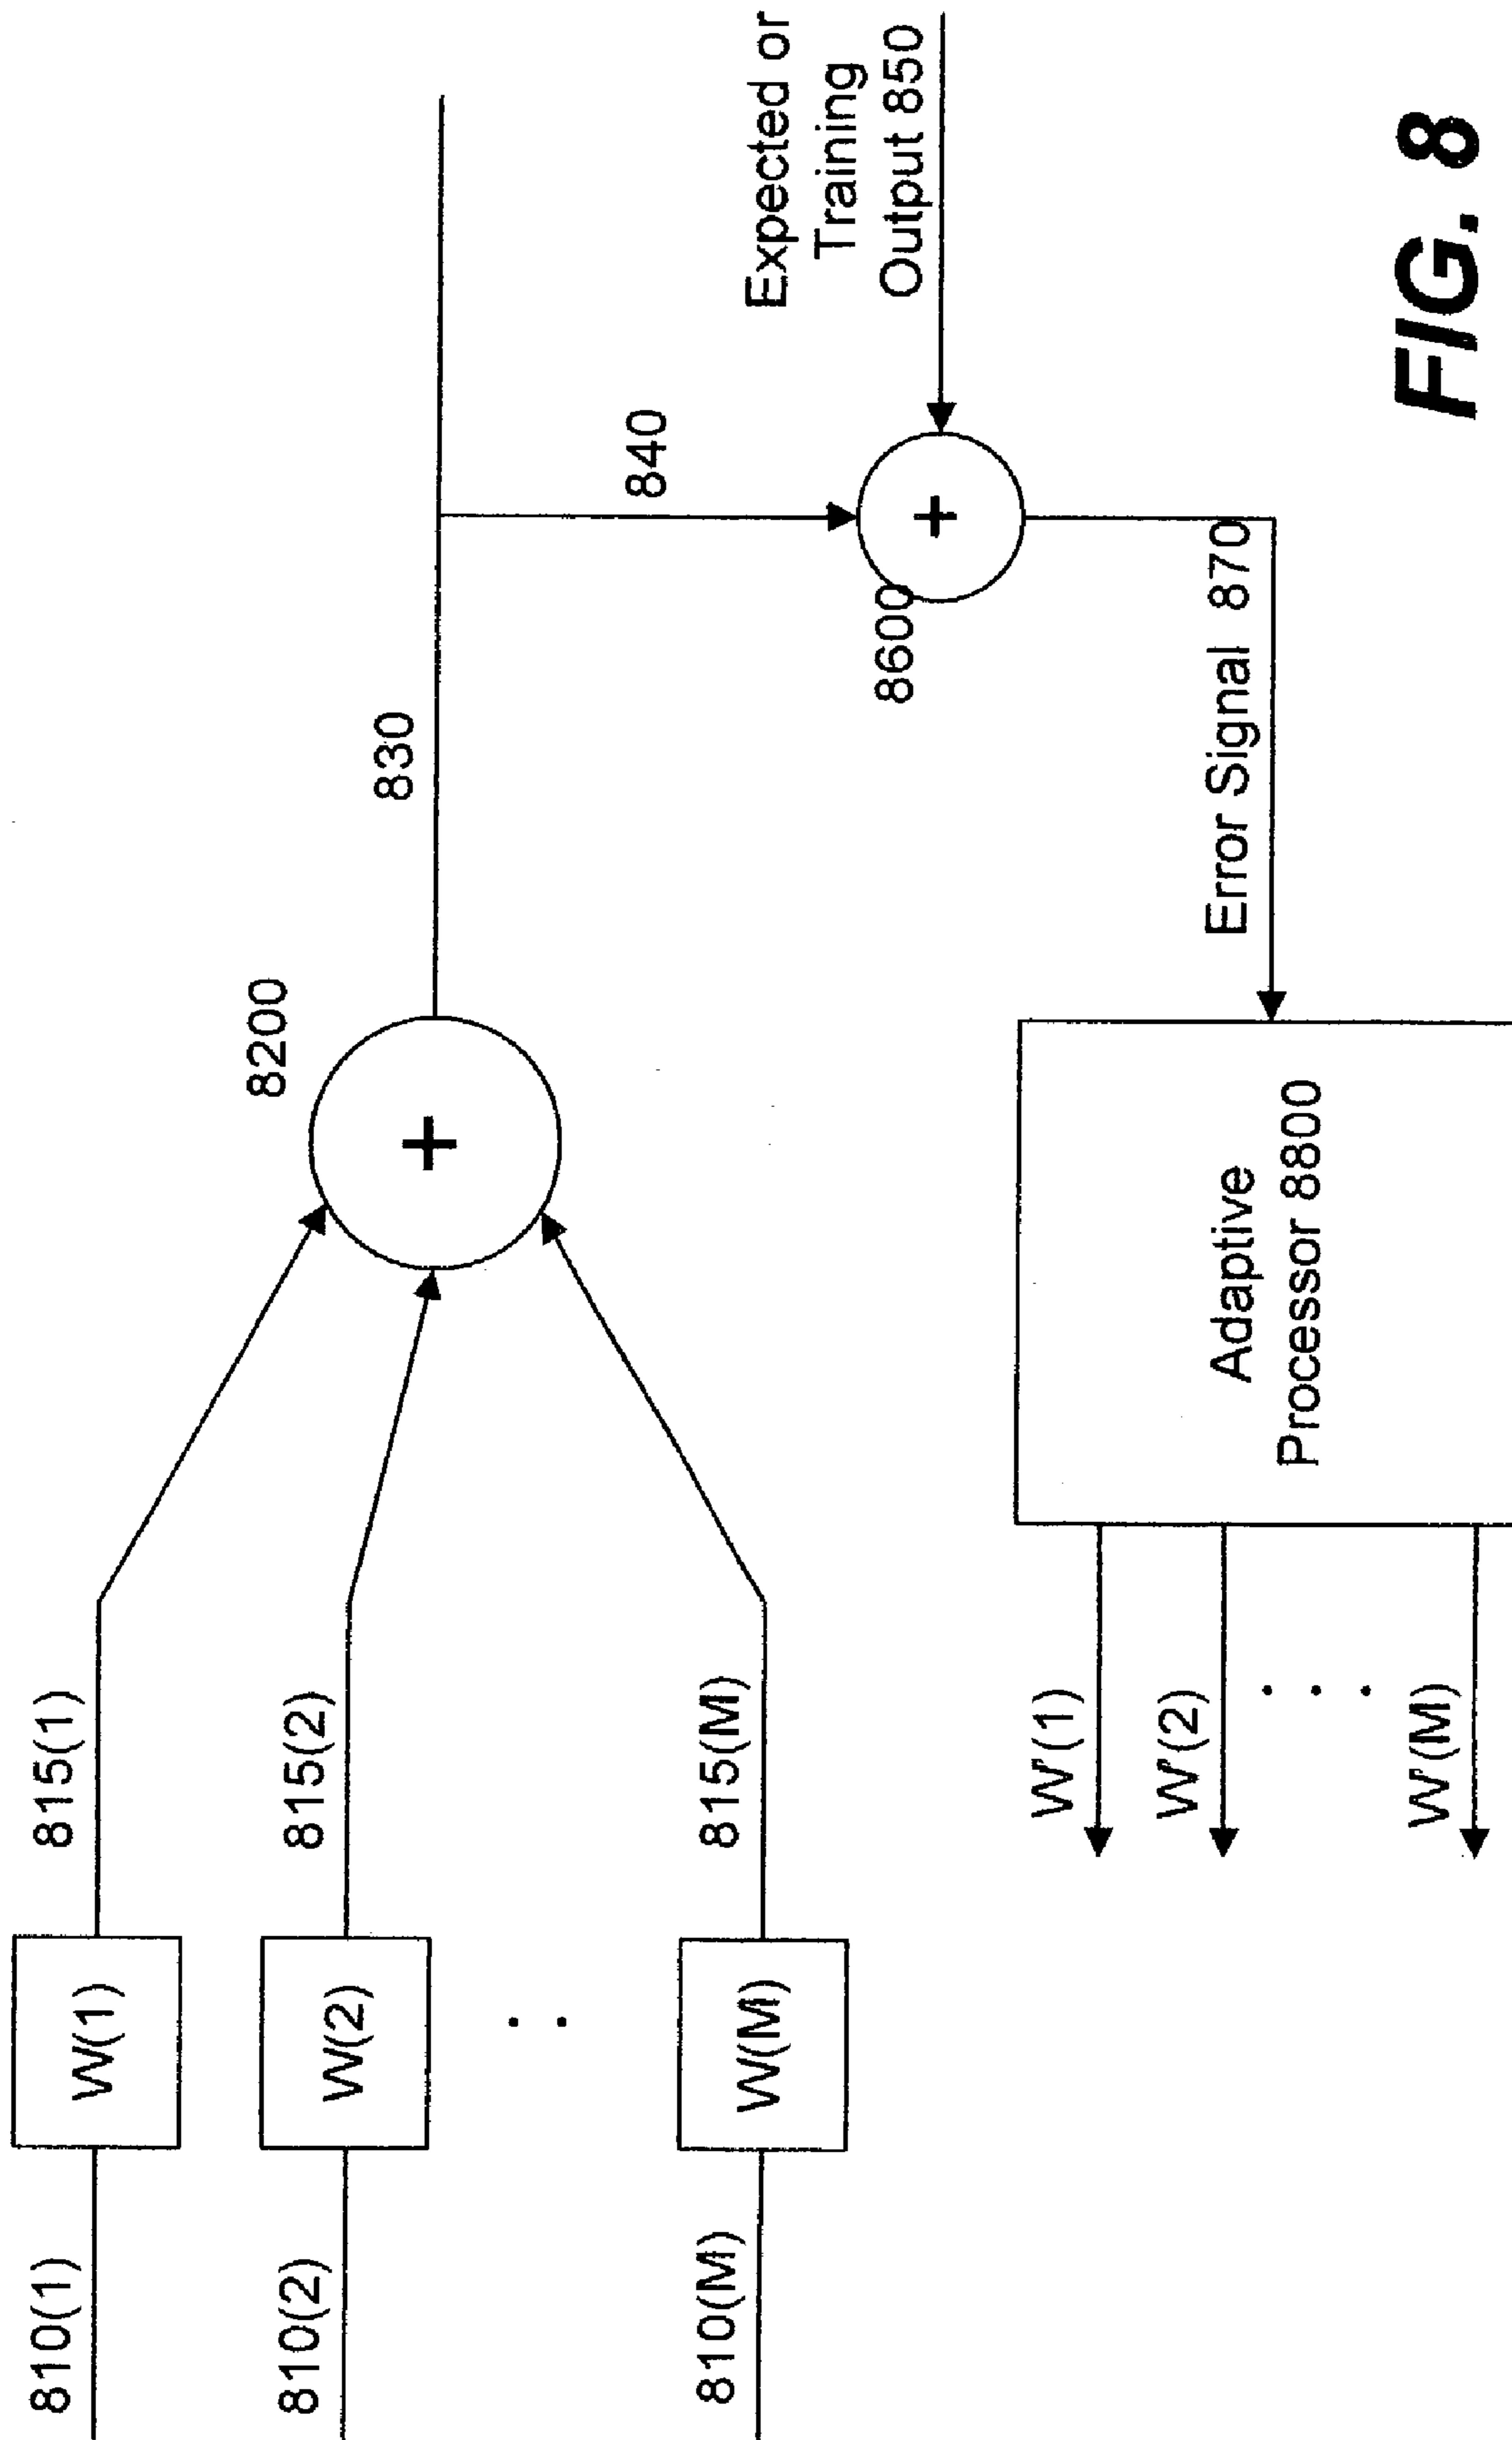 810(1)
W(1)
815(1)
810(2)
W(2)
815(2)
810(M)
W(M)
815(M)
8200
830
840
8600
Expected or
Training
Output 850
Error Signal 870
Adaptive
Processor 8800
W'(1)
W'(2)
W'(M)
FIG. 8